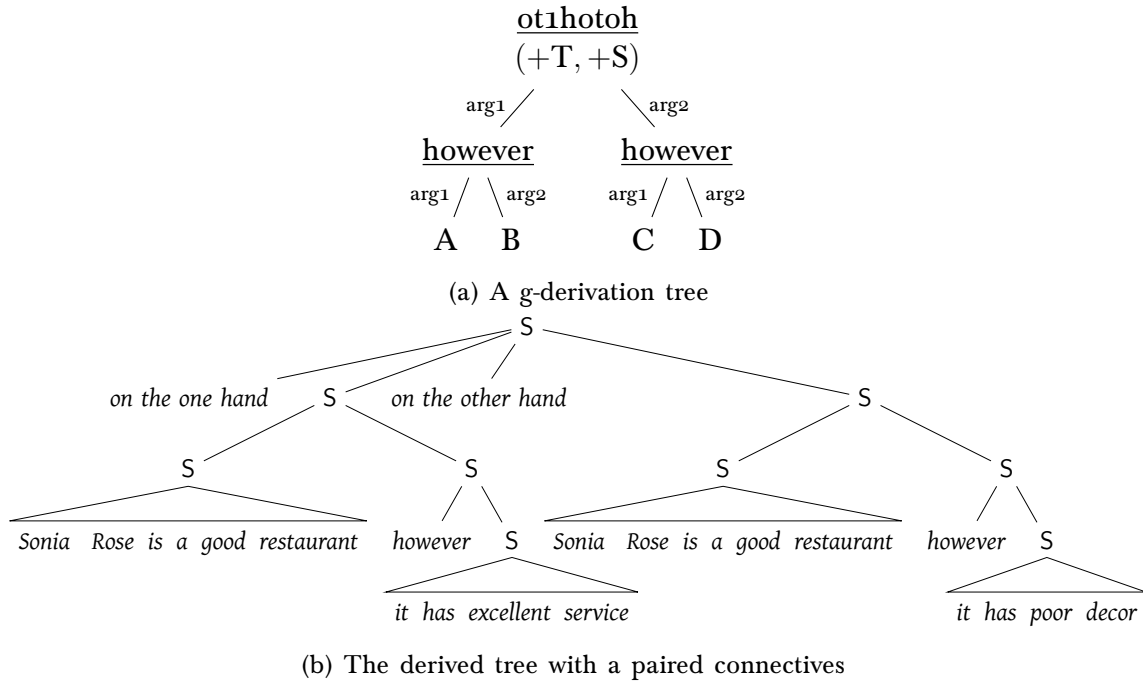 ot1hotoh
(+T, +S)
arg1 arg2
however however
arg1 arg2 arg1 arg2
A B C D
(a) A g-derivation tree
S
on the one hand S on the other hand S
S S S S
Sonia Rose is a good restaurant however S Sonia Rose is a good restaurant however S
it has excellent service it has poor decor
(b) The derived tree with a paired connectives